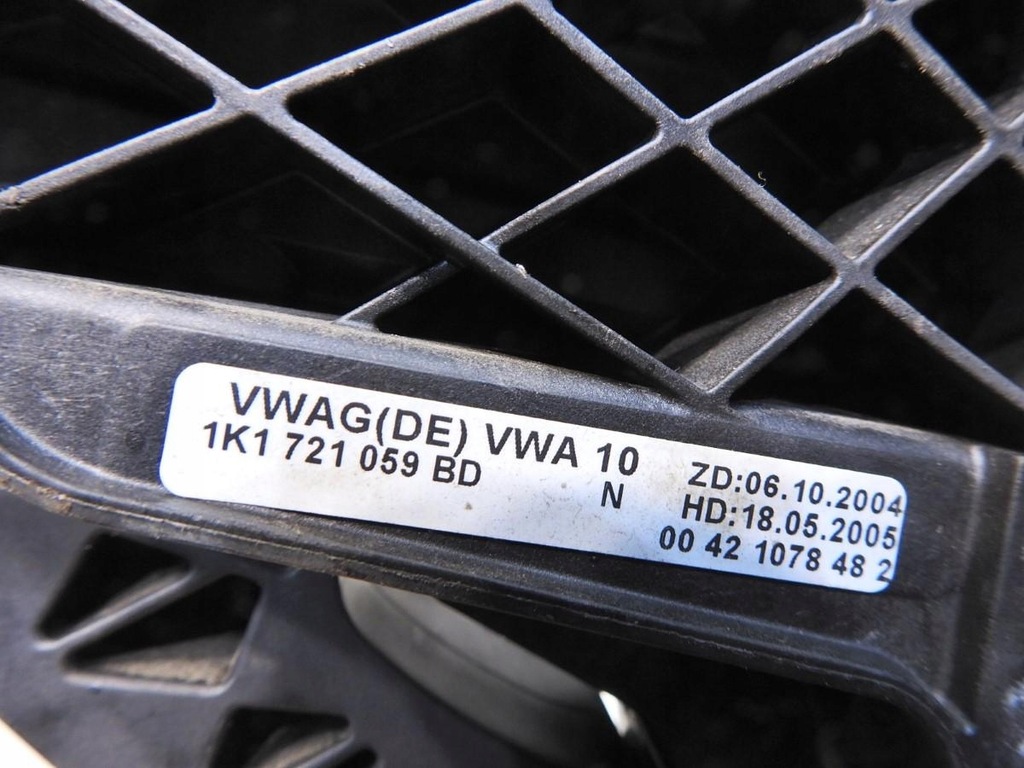 VWAG(DE) VWA 10
1K1 721 059 BD
N
ZD:06.10.2004
HD:18.05.2005
00 42 1078 48 2